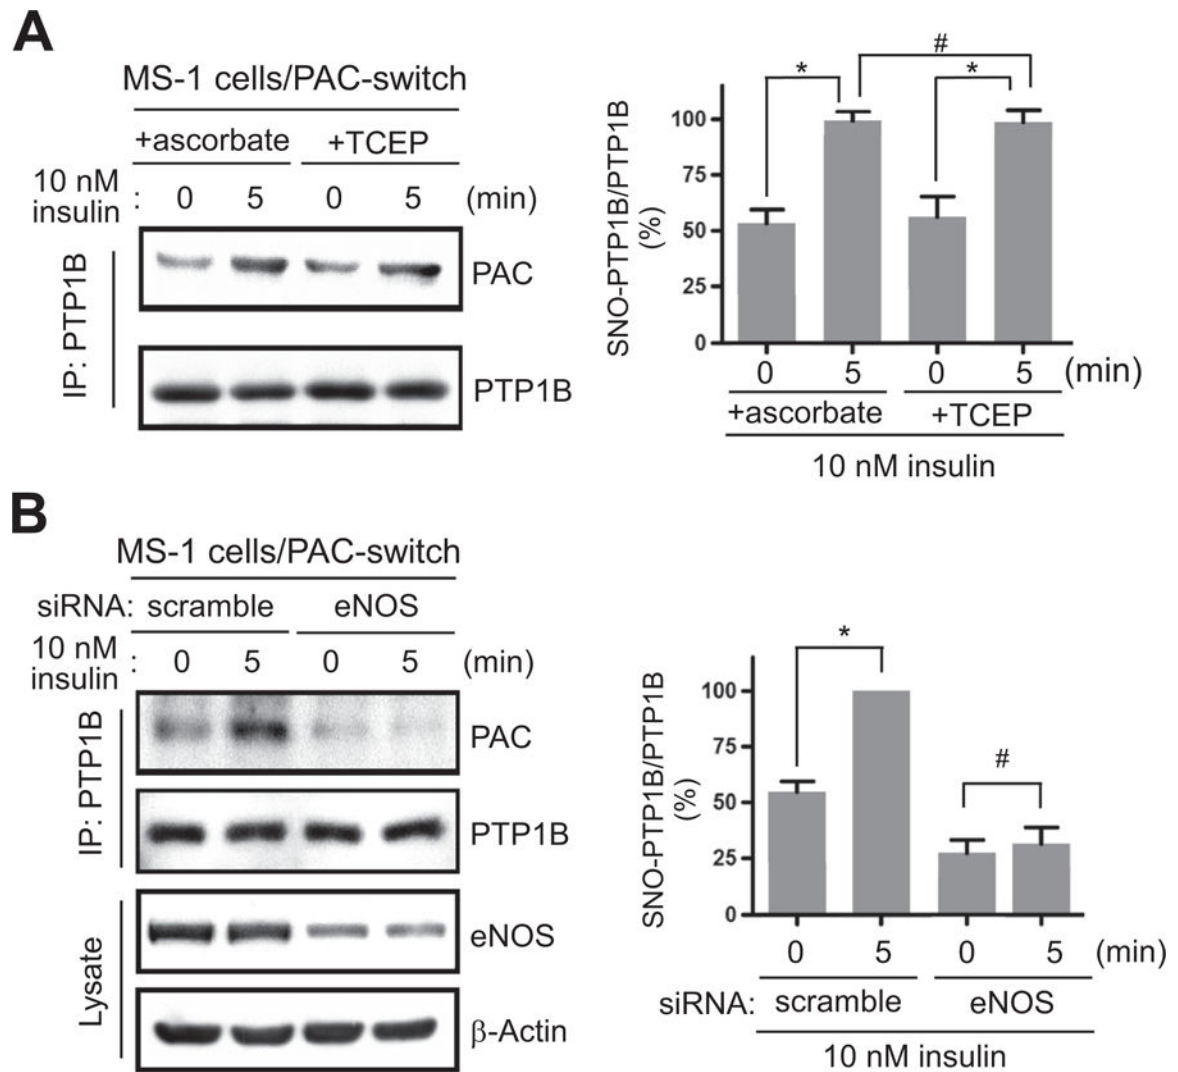 A
MS-1 cells/PAC-switch
+ascorbate +TCEP
10 nM insulin : 0 5 0 5 (min)
IP: PTP1B
PAC
PTP1B
SNO-PTP1B/PTP1B (%)
100
75
50
25
0
* * #
0 5 0 5 (min)
+ascorbate +TCEP
10 nM insulin
B
MS-1 cells/PAC-switch
siRNA: scramble eNOS
10 nM insulin : 0 5 0 5 (min)
IP: PTP1B
PAC
PTP1B
Lysate
eNOS
β-Actin
SNO-PTP1B/PTP1B (%)
100
75
50
25
0
* #
0 5 0 5 (min)
siRNA: scramble eNOS
10 nM insulin